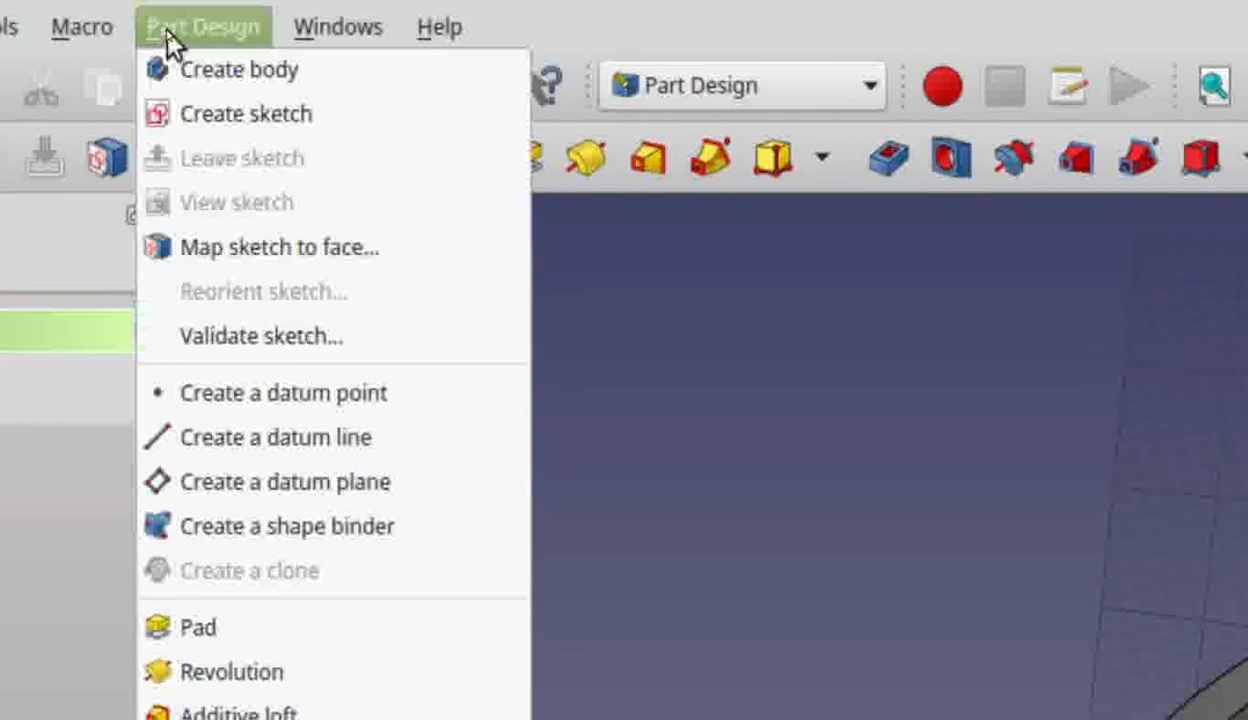 ls Macro Part Design Windows Help
Create body
Part Design
Create sketch
Leave sketch
View sketch
Map sketch to face...
Reorient sketch...
Validate sketch...
Create a datum point
Create a datum line
Create a datum plane
Create a shape binder
Create a clone
Pad
Revolution
Additive loft